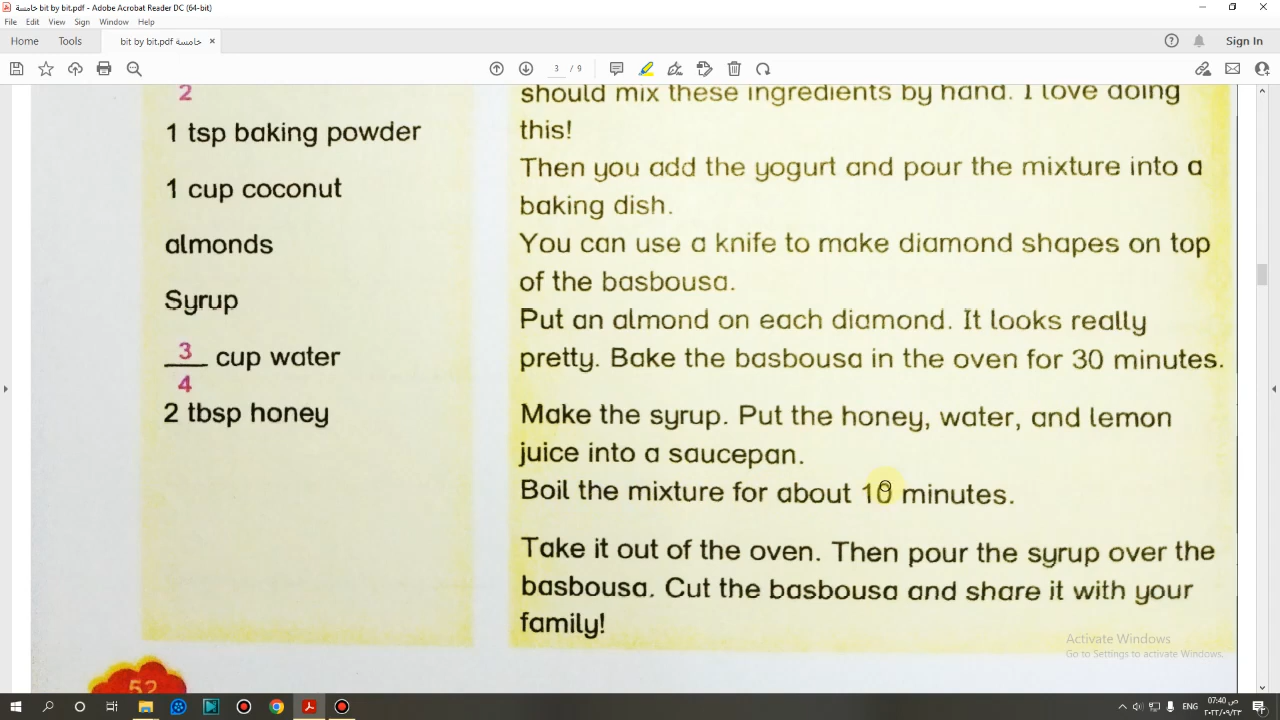 خامسة bit by bit.pdf - Adobe Acrobat Reader DC (64-bit)
File Edit View Sign Window Help
Home Tools خامسة bit by bit.pdf × Sign In
3 / 9
2
1 tsp baking powder
1 cup coconut
almonds
Syrup
3
4 cup water
2 tbsp honey
should mix these ingredients by hand. I love doing
this!
Then you add the yogurt and pour the mixture into a
baking dish.
You can use a knife to make diamond shapes on top
of the basbousa.
Put an almond on each diamond. It looks really
pretty. Bake the basbousa in the oven for 30 minutes.
Make the syrup. Put the honey, water, and lemon
juice into a saucepan.
Boil the mixture for about 10 minutes.
Take it out of the oven. Then pour the syrup over the
basbousa. Cut the basbousa and share it with your
family!
52
Activate Windows
Go to Settings to activate Windows.
ENG
07:40 ص
٢٠٢٢/٠٩/٢٣